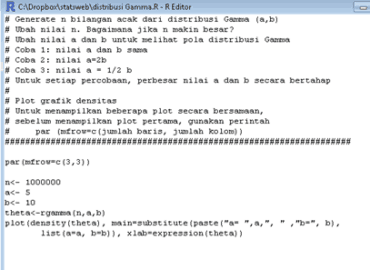 C:\Dropbox\statsweb\distribusi Gamma.R - R Editor
# Generate n bilangan acak dari distribusi Gamma (a,b)
# Ubah nilai n. Bagaimana jika n makin besar?
# Ubah nilai a dan b untuk melihat pola distribusi Gamma
# Coba 1: nilai a dan b sama
# Coba 2: nilai a=2b
# Coba 3: nilai a = 1/2 b
# Untuk setiap percobaan, perbesar nilai a dan b secara bertahap
#
# Plot grafik densitas
# Untuk menampilkan beberapa plot secara bersamaan,
# sebelum menampilkan plot pertama, gunakan perintah
# par (mfrow=c(jumlah baris, jumlah kolom))
####################################################################
par(mfrow=c(3,3))
n<- 1000000
a<- 5
b<- 10
theta<-rgamma(n,a,b)
plot(density(theta), main=substitute(paste("a= ",a,", " ,"b=", b),
list(a=a, b=b)), xlab=expression(theta))